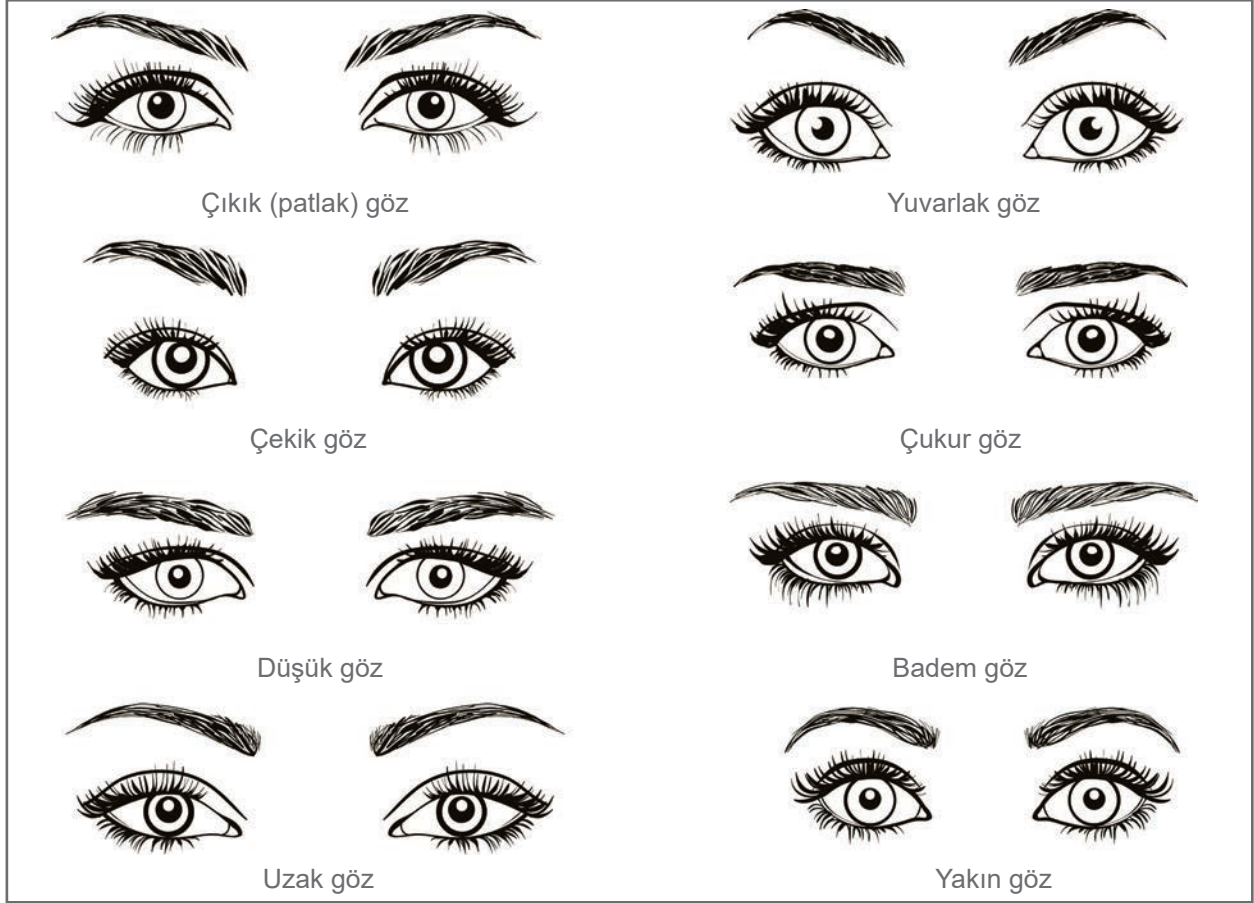 Çıkık (patlak) göz
Yuvarlak göz
Çekik göz
Çukur göz
Düşük göz
Badem göz
Uzak göz
Yakın göz